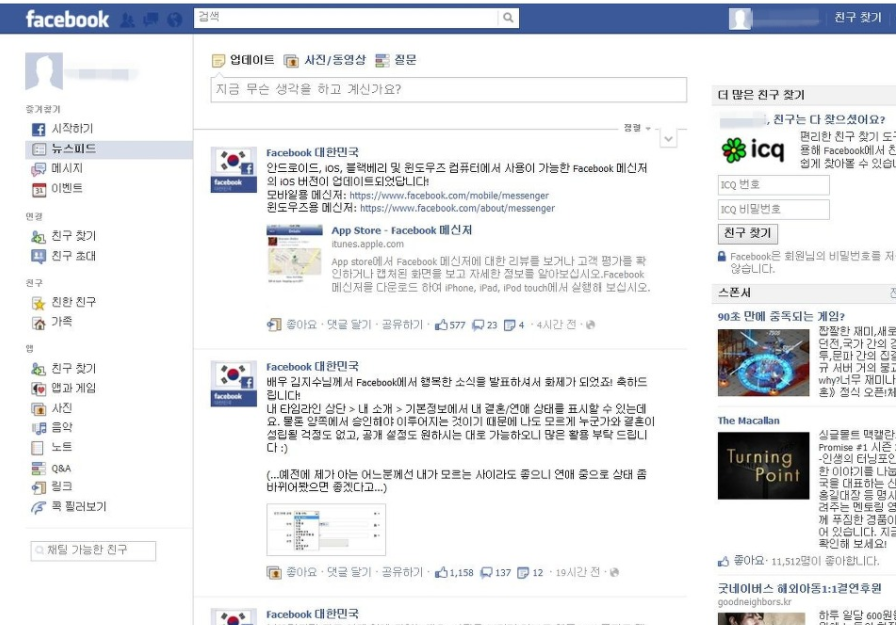 facebook
검색
친구 찾기
즐겨찾기
시작하기
뉴스피드
메시지
이벤트
연결
친구 찾기
친구 초대
친구
친한 친구
가족
앱
친구 찾기
앱과 게임
사진
음악
노트
Q&A
링크
콕 찔러보기
채팅 가능한 친구
업데이트 사진/동영상 질문
지금 무슨 생각을 하고 계신가요?
정렬
Facebook 대한민국
안드로이드, iOS, 블랙베리 및 윈도우즈 컴퓨터에서 사용이 가능한 Facebook 메신저
의 iOS 버전이 업데이트되었답니다!
모바일용 메신저: https://www.facebook.com/mobile/messenger
윈도우즈용 메신저: https://www.facebook.com/about/messenger
App Store - Facebook 메신저
itunes.apple.com
App store에서 Facebook 메신저에 대한 리뷰를 보거나 고객 평가를 확
인하거나 캡처된 화면을 보고 자세한 정보를 알아보십시오.Facebook
메신저를 다운로드 하여 iPhone, iPad, iPod touch에서 실행해 보십시오.
좋아요 · 댓글 달기 · 공유하기 · 577 23 4 · 4시간 전 ·
facebook
Facebook 대한민국
배우 김지수님께서 Facebook에서 행복한 소식을 발표하셔서 화제가 되었죠! 축하드
립니다!
내 타임라인 상단 > 내 소개 > 기본정보에서 내 결혼/연애 상태를 표시할 수 있는데
요. 물론 양쪽에서 승인해야 이루어지는 것이기 때문에 나도 모르게 누군가와 결혼이
성립될 걱정도 없고, 공개 설정도 원하시는 대로 가능하오니 많은 활용 부탁 드립니
다 :)
(...예전에 제가 아는 어느분께선 내가 모르는 사이라도 좋으니 연애 중으로 상태 좀
바뀌어봤으면 좋겠다고...)
좋아요 · 댓글 달기 · 공유하기 · 1,158 137 12 · 19시간 전 ·
facebook
Facebook 대한민국
더 많은 친구 찾기
, 친구는 다 찾으셨어요?
icq
편리한 친구 찾기 도
용해 Facebook에서 친
쉽게 찾아볼 수 있습
ICQ 번호
ICQ 비밀번호
친구 찾기
Facebook은 회원님의 비밀번호를 저
않습니다.
스폰서
90초 만에 중독되는 게임?
짭짤한 재미,새로
던전,국가 간의
투,문파 간의
규 서버 거의
why?너무 재미나
혼》 정식 오픈!
The Macallan
Turning
Point
싱글몰트 맥캘란
Promise #1 시즌
-인생의 터닝포인
한 이야기를 나눕
국을 대표하는 신
홍길대장 등 명사
려주는 멘토링 영
께 푸짐한 경품이
어 있습니다. 지금
확인해 보세요!
좋아요 · 11,512명이 좋아합니다.
굿네이버스 해외아동1:1결연후원
goodneighbors.kr
하루 일당 600원